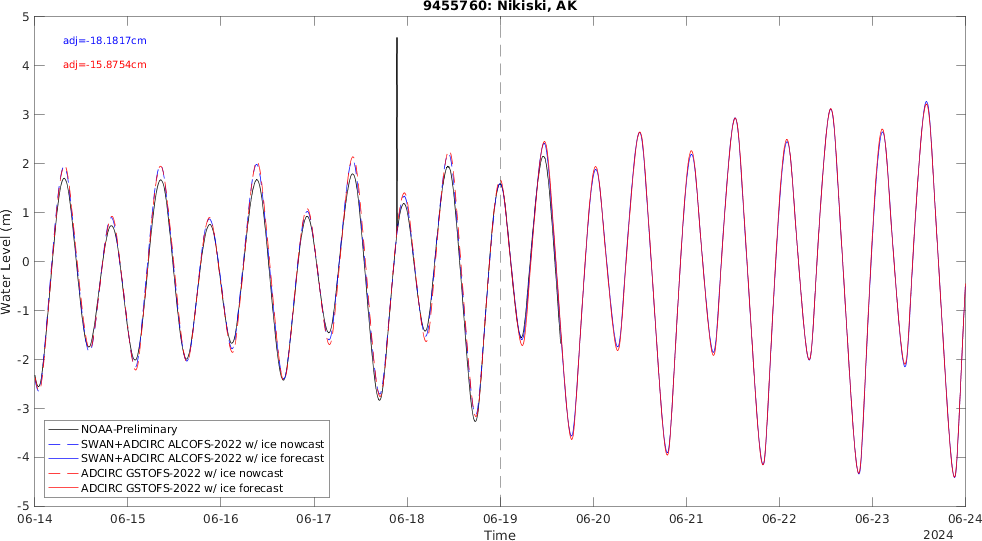 9455760: Nikiski, AK
adj=-18.1817cm
adj=-15.8754cm
Water Level (m)
5
4
3
2
1
0
-1
-2
-3
-4
-5
NOAA-Preliminary
SWAN+ADCIRC ALCOFS-2022 w/ ice nowcast
SWAN+ADCIRC ALCOFS-2022 w/ ice forecast
ADCIRC GSTOFS-2022 w/ ice nowcast
ADCIRC GSTOFS-2022 w/ ice forecast
06-14 06-15 06-16 06-17 06-18 06-19 06-20 06-21 06-22 06-23 06-24
Time
2024